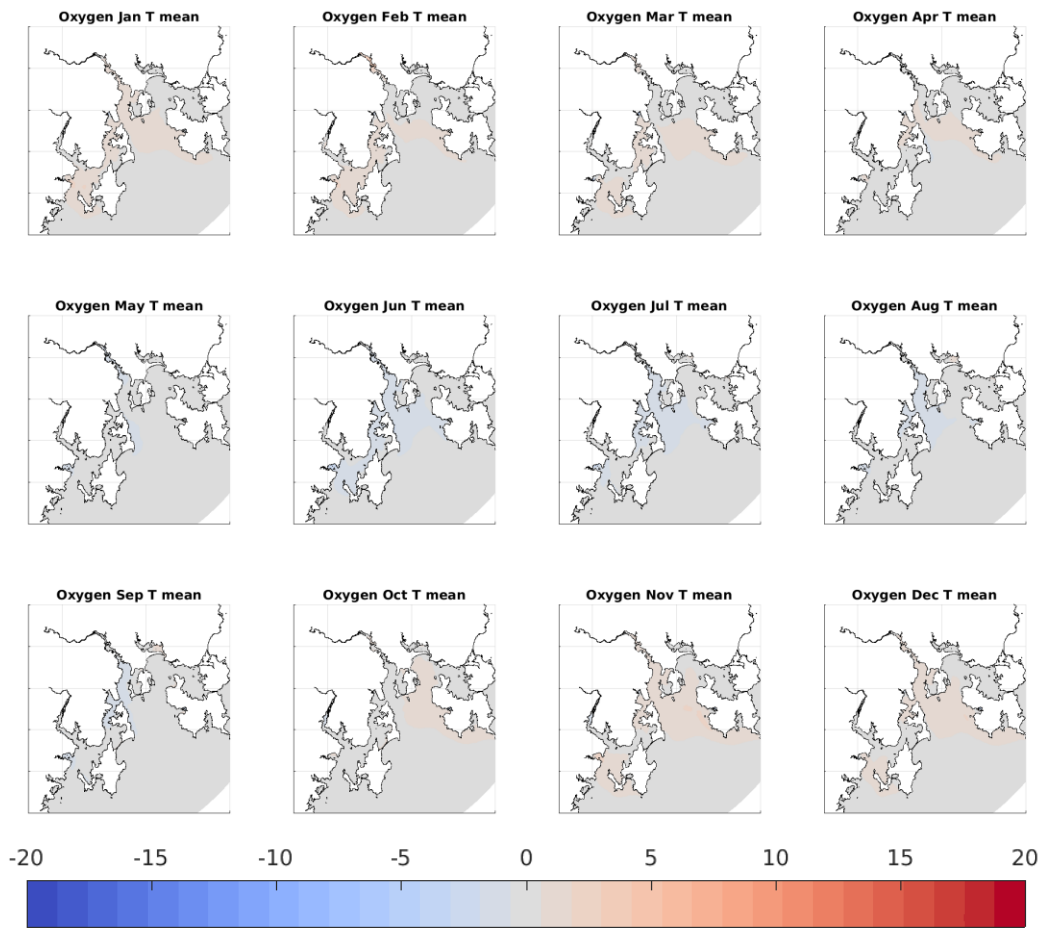 Oxygen Jan T mean
Oxygen Feb T mean
Oxygen Mar T mean
Oxygen Apr T mean
Oxygen May T mean
Oxygen Jun T mean
Oxygen Jul T mean
Oxygen Aug T mean
Oxygen Sep T mean
Oxygen Oct T mean
Oxygen Nov T mean
Oxygen Dec T mean
-20 -15 -10 -5 0 5 10 15 20